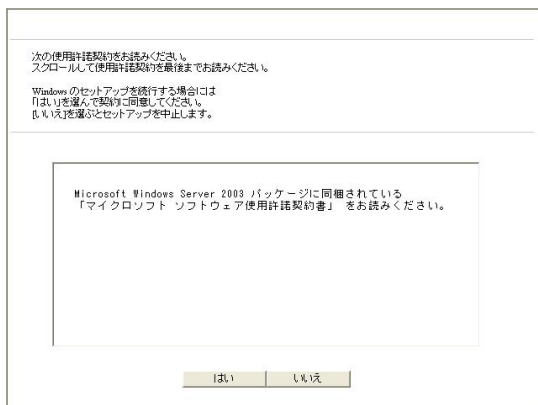 次の使用許諾契約をお読みください。
スクロールして使用許諾契約を最後までお読みください。
Windows のセットアップを続行する場合には
「はい」を選んで契約に同意してください。
「いいえ」を選ぶとセットアップを中止します。
Microsoft Windows Server 2003 パッケージに同梱されている
「マイクロソフト ソフトウェア使用許諾契約書」 をお読みください。
はい
いいえ